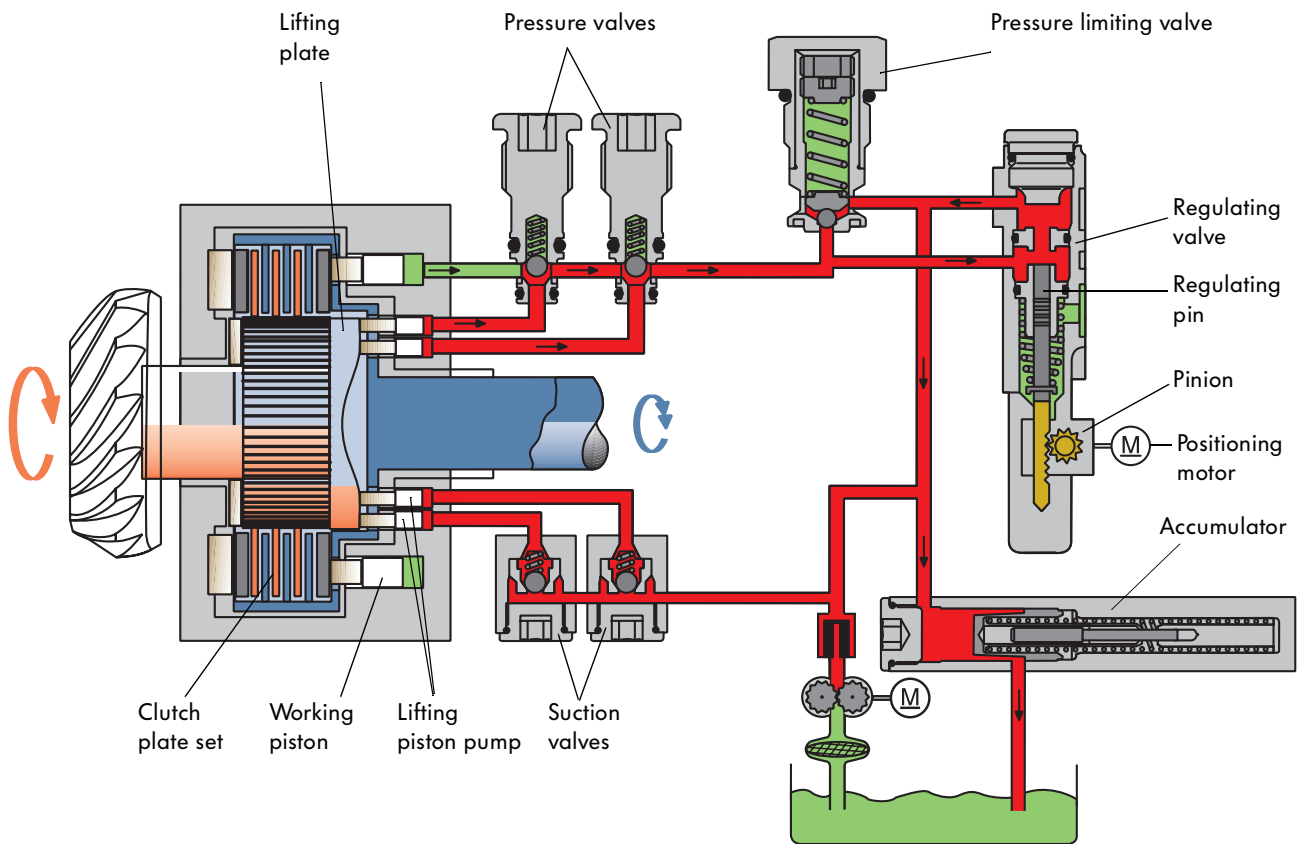 Lifting
plate
Pressure valves
Pressure limiting valve
Regulating
valve
Regulating
pin
Pinion
M
Positioning
motor
Accumulator
M
Clutch
plate set
Working
piston
Lifting
piston pump
Suction
valves